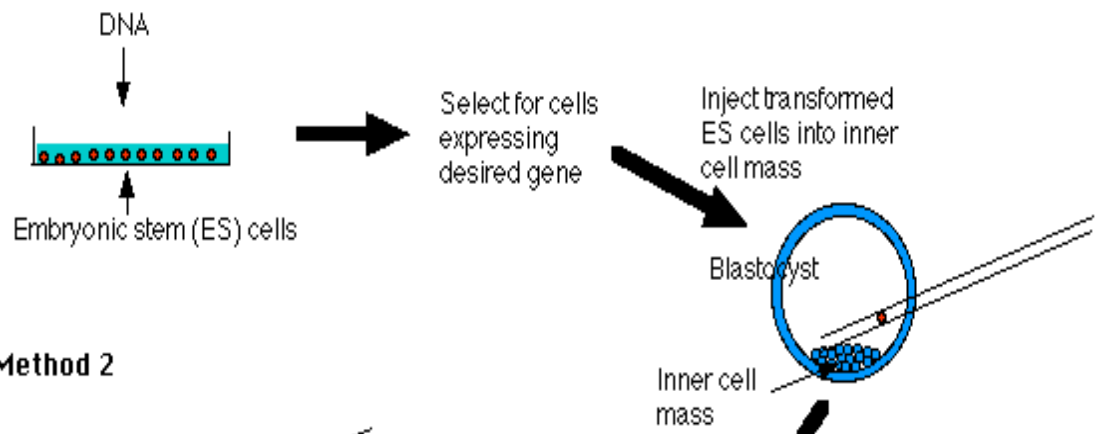 DNA
Embryonic stem (ES) cells
Select for cells
expressing
desired gene
Inject transformed
ES cells into inner
cell mass
Blastocyst
Method 2
Inner cell
mass